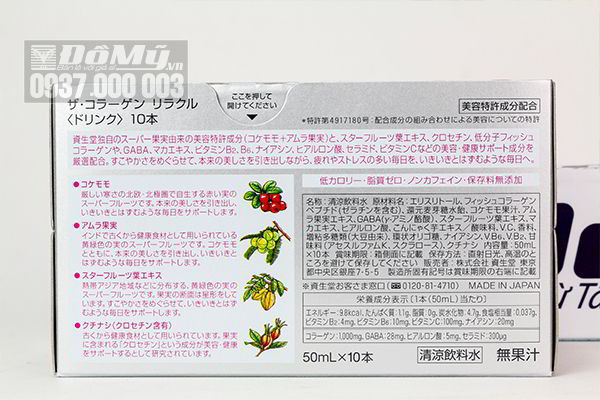 ĐồMỹ.vn
Bán lẻ với giá sỉ
0937.000 003
ここを押して
開けてください
ザ・コラーゲン リラクル
〈ドリンク〉 10本
美容特許成分配合
*特許第4917180号:配合成分の組み合わせによる美容についての特許
資生堂独自のスーパー果実由来の美容特許成分(コケモモ+アムラ果実)と、スターフルーツ葉エキス、クロセチン、低分子フィッシュ
コラーゲンや、GABA、マカエキス、ビタミンB2、B6、ナイアシン、ヒアルロン酸、セラミド、ビタミンCなどの美容・健康サポート成分を
厳選配合。すこやかさをめぐらせて、本来の美しさを引き出しながら、疲れやストレスの多い毎日を、いきいきとはずむような毎日へ。
●コケモモ
厳しい寒さの北欧・北極圏で自生する赤い実の
スーパーフルーツです。本来の美しさを引き出し、
いきいきとはずむような毎日をサポートします。
●アムラ果実
インドで古くから健康食材として用いられている
黄緑色の実のスーパーフルーツです。コケモモ
とともに、本来の美しさを引き出し、いきいきと
はずむような毎日をサポートします。
●スターフルーツ葉エキス
熱帯アジア地域などに分布する、黄緑色の実の
スーパーフルーツです。果実の断面は星形をして
います。すこやかさをめぐらせて、いきいきとはず
むような毎日をサポートします。
●クチナシ(クロセチン含有)
古くから健康食材として用いられています。果実
に含まれる「クロセチン」という成分が美容・健康
をサポートするとして研究されています。
低カロリー・脂質ゼロ・ノンカフェイン・保存料無添加
名称:清涼飲料水 原材料名:エリスリトール、フィッシュコラーゲン
ペプチド(ゼラチンを含む)、還元麦芽糖水飴、コケモモ果汁、アム
ラ果実エキス、GABA(γ-アミノ酪酸)、スターフルーツ葉エキス、マ
カエキス、ヒアルロン酸、こんにゃく芋エキス/酸味料、V.C、香料、
増粘多糖類(大豆由来)、環状オリゴ糖、ナイアシン、V.B6、V.B2、甘
味料(アセスルファムK、スクラロース)、クチナシ 内容量:50mL
×10本 賞味期限:箱側面に記載 保存方法:直射日光、高温のと
ころを避けて保存してください 販売者:株式会社 資生堂 東京
都中央区銀座7-5-5 製造所固有記号は賞味期限の右端に記載
※資生堂お客さま窓口(0120-81-4710) MADE IN JAPAN
栄養成分表示(1本(50mL)当たり)
エネルギー:9.8kcal、たんぱく質:1.1g、脂質:0g、炭水化物:4.7g、食塩相当量:0.037g、
ビタミンB2:4mg、ビタミンB6:10mg、ビタミンC:100mg、ナイアシン:20mg
コラーゲン:1,000mg、GABA:28mg、ヒアルロン酸:5mg、セラミド:300μg
50mL×10本
清涼飲料水
無果汁